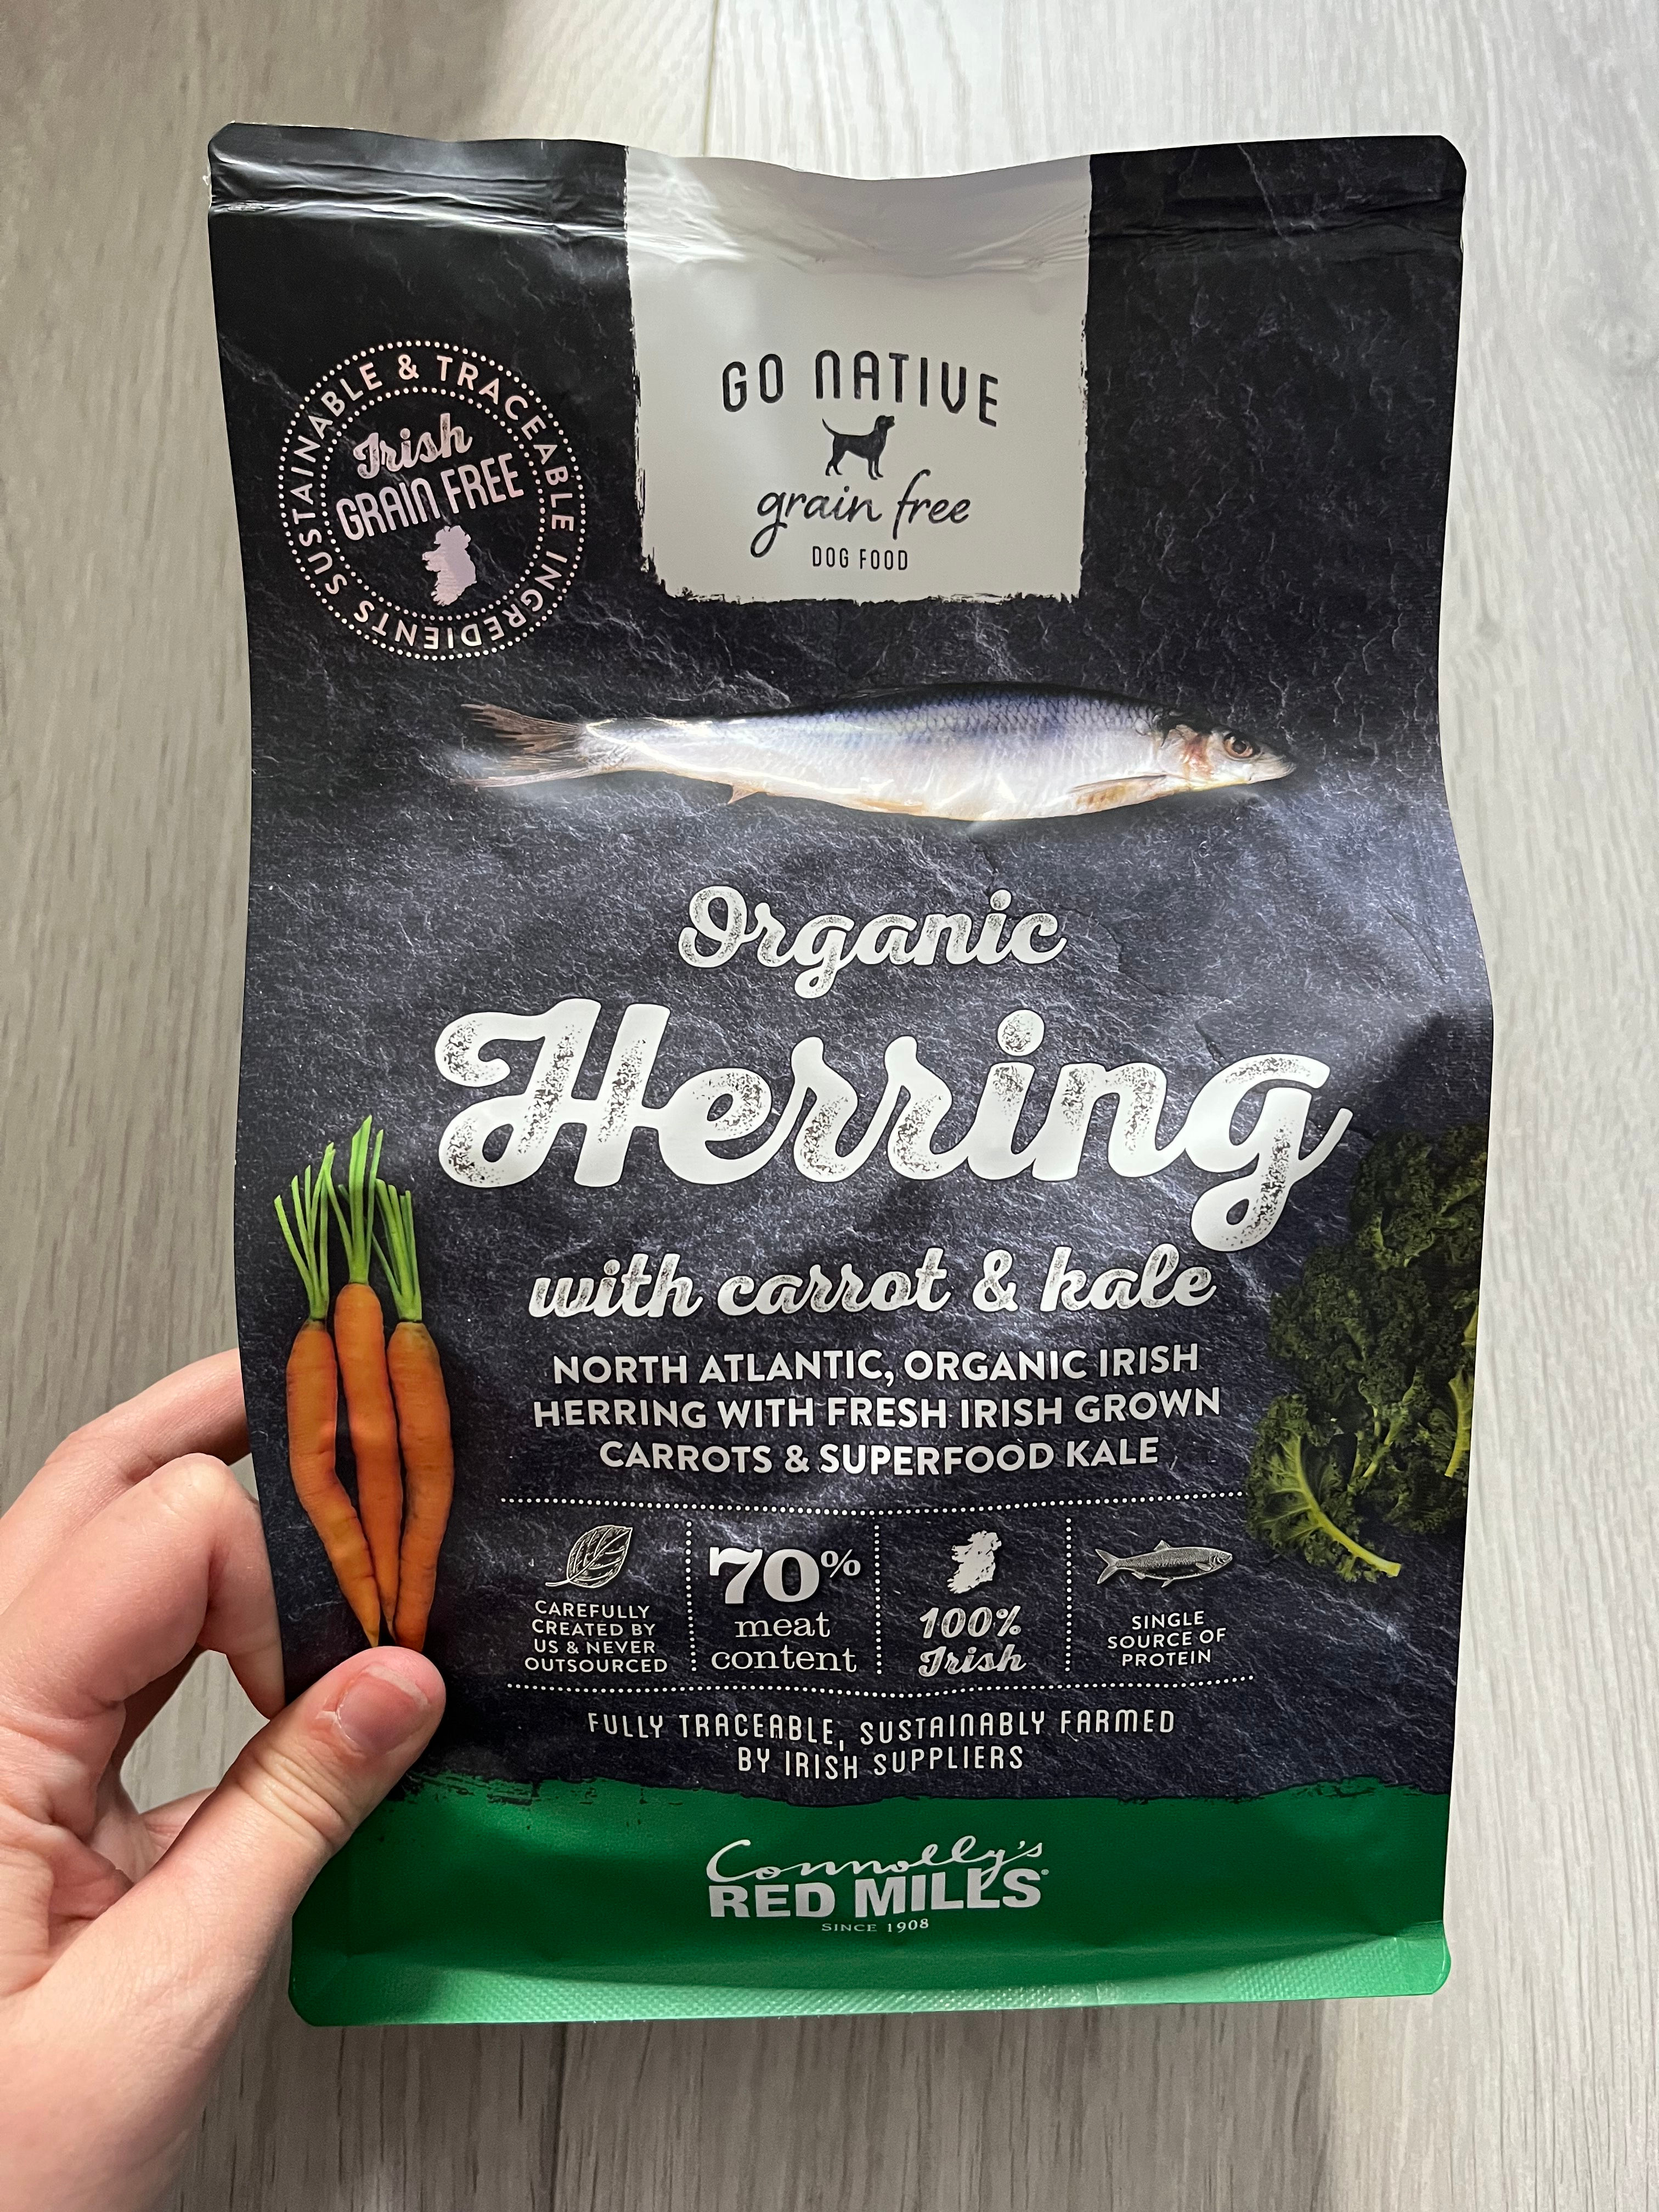 SUSTAINABLE & TRACEABLE INGREDIENTS
Irish
GRAIN FREE
GO NATIVE
grain free
DOG FOOD
Organic
Herring
with carrot & kale
NORTH ATLANTIC, ORGANIC IRISH
HERRING WITH FRESH IRISH GROWN
CARROTS & SUPERFOOD KALE
CAREFULLY
CREATED BY
US & NEVER
OUTSOURCED
70%
meat
content
100%
Irish
SINGLE
SOURCE OF
PROTEIN
FULLY TRACEABLE, SUSTAINABLY FARMED
BY IRISH SUPPLIERS
Connolly's
RED MILLS®
SINCE 1908